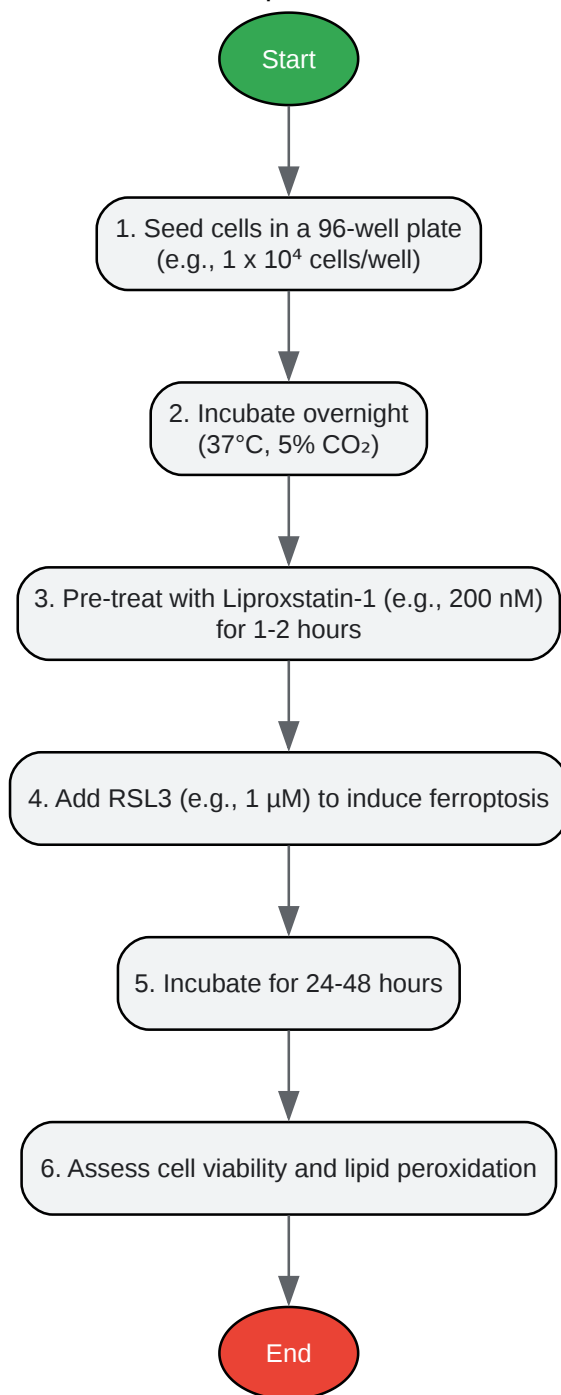 Start
1. Seed cells in a 96-well plate
(e.g., 1 x 10⁴ cells/well)
2. Incubate overnight
(37°C, 5% CO₂)
3. Pre-treat with Liproxstatin-1 (e.g., 200 nM)
for 1-2 hours
4. Add RSL3 (e.g., 1 µM) to induce ferroptosis
5. Incubate for 24-48 hours
6. Assess cell viability and lipid peroxidation
End